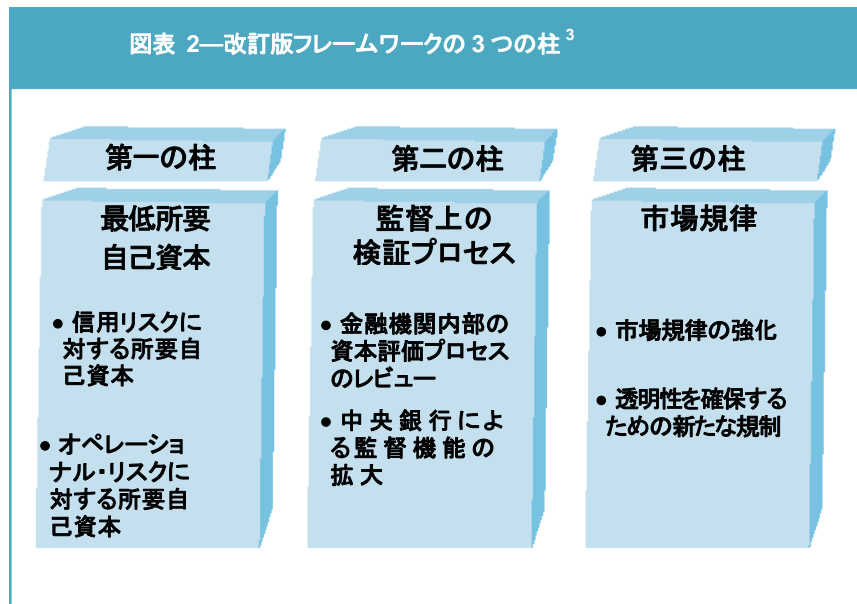 図表 2—改訂版フレームワークの 3 つの柱 3
第一の柱
最低所要
自己資本
● 信用リスクに
対する所要自
己資本
● オペレーショ
ナル・リスクに
対する所要自
己資本
第二の柱
監督上の
検証プロセス
● 金融機関内部の
資本評価プロセス
のレビュー
● 中 央 銀 行 によ
る 監 督 機 能 の
拡 大
第三の柱
市場規律
● 市場規律の強化
● 透明性を確保する
ための新たな規制